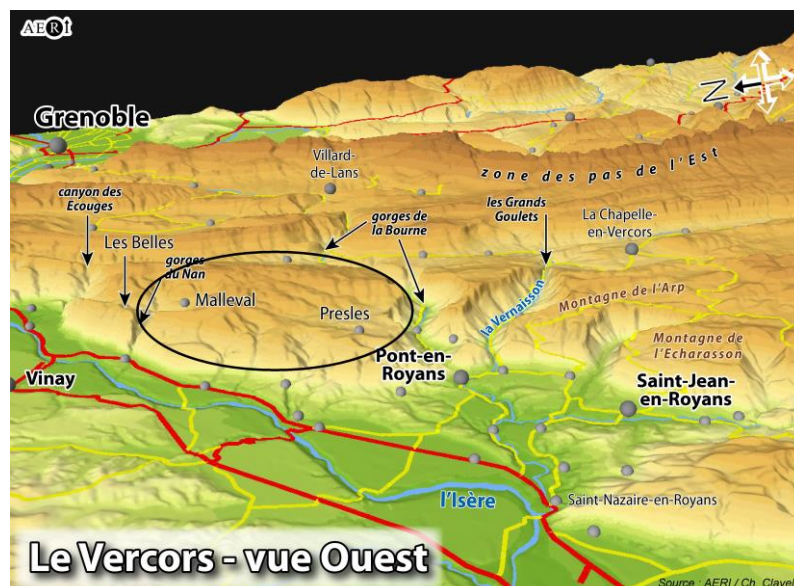 AERI
N
Grenoble
Villard-
de-Lans
zone des pas de l'Est
canyon des
Ecouges
gorges de
la Bourne
les Grands
Goulets
La Chapelle-
en-Vercors
Les Belles
gorges
du Nan
Malleval
Presles
la Vernaisson
Montagne de l'Arp
Montagne de
l'Echarasson
Pont-en-
Royans
Vinay
Saint-Jean-
en-Royans
l'Isère
Saint-Nazaire-en-Royans
Le Vercors - vue Ouest
Source : AERI / Ch. Clavel